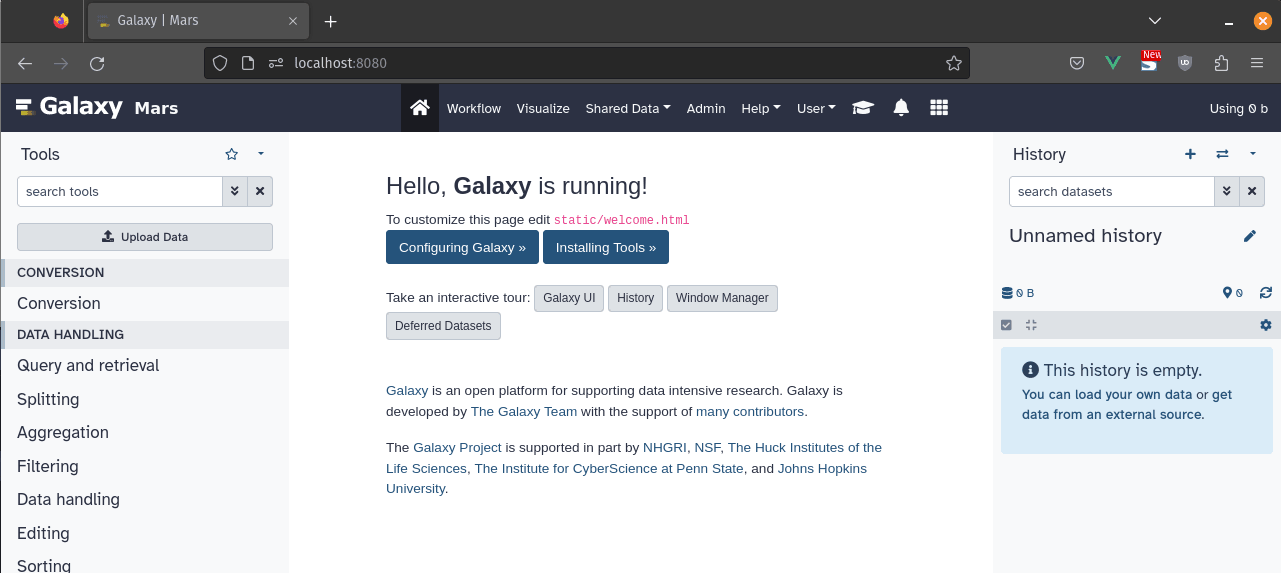 Galaxy | Mars
localhost:8080
New
UD
Galaxy Mars
Workflow Visualize Shared Data Admin Help User Using 0 b
Tools
search tools
Upload Data
CONVERSION
Conversion
DATA HANDLING
Query and retrieval
Splitting
Aggregation
Filtering
Data handling
Editing
Sorting
Hello, Galaxy is running!
To customize this page edit static/welcome.html
Configuring Galaxy » Installing Tools »
Take an interactive tour: Galaxy UI History Window Manager
Deferred Datasets
Galaxy is an open platform for supporting data intensive research. Galaxy is
developed by The Galaxy Team with the support of many contributors.
The Galaxy Project is supported in part by NHGRI, NSF, The Huck Institutes of the
Life Sciences, The Institute for CyberScience at Penn State, and Johns Hopkins
University.
History
search datasets
Unnamed history
0 B 0
This history is empty.
You can load your own data or get
data from an external source.